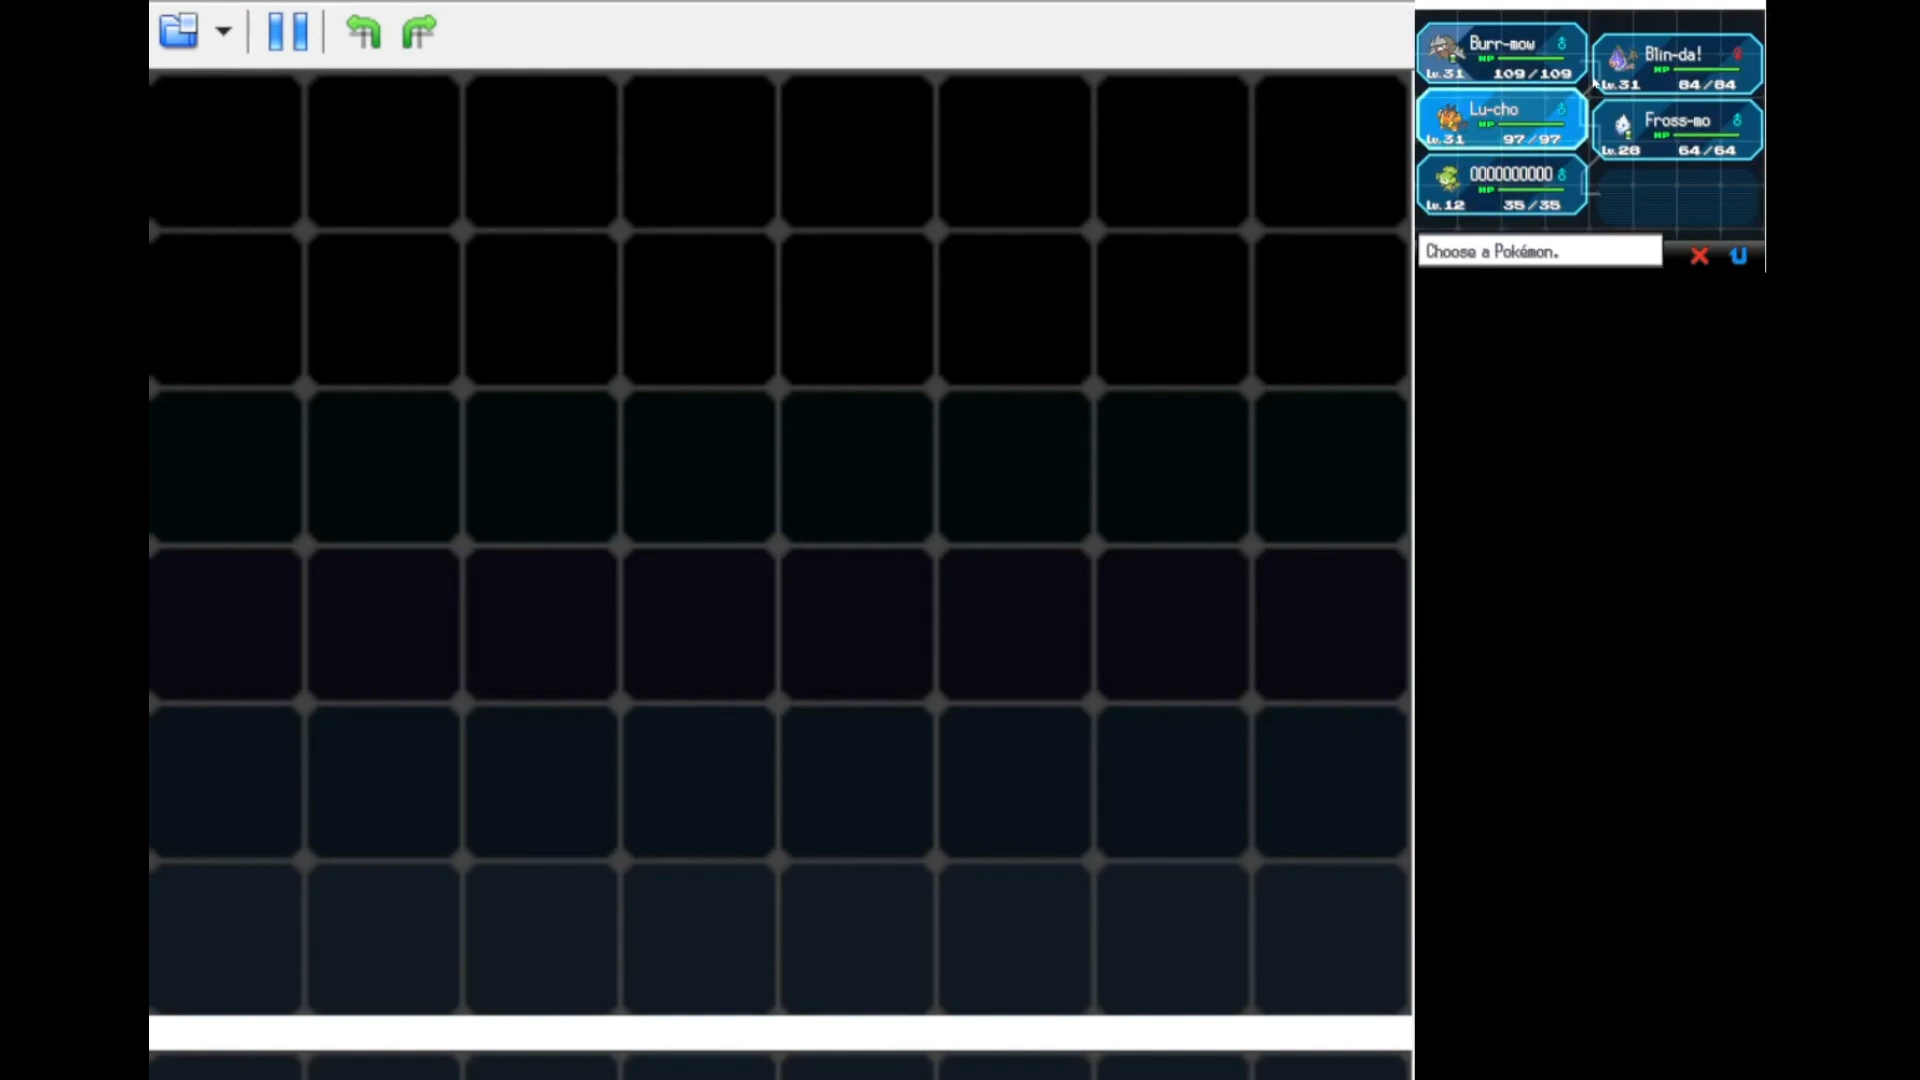 Burr-mow ♂
HP
Lv.31 109/109
Blin-da! ♀
HP
Lv.31 84/84
Lu-cho ♂
HP
Lv.31 97/97
Fross-mo ♂
HP
Lv.28 64/64
0000000000 ♂
HP
Lv.12 35/35
Choose a Pokémon.